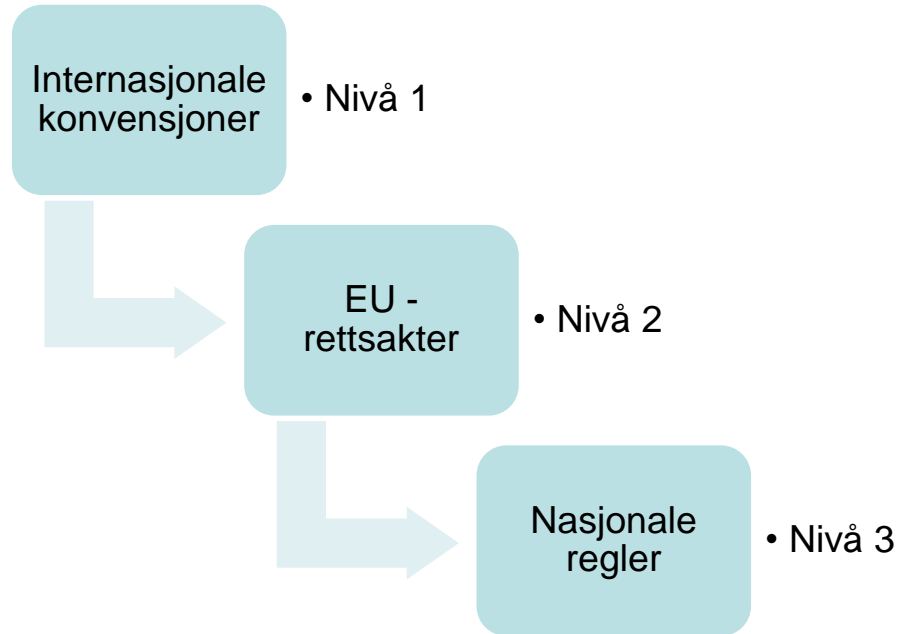 Internasjonale
konvensjoner
• Nivå 1
EU -
rettsakter
• Nivå 2
Nasjonale
regler
• Nivå 3